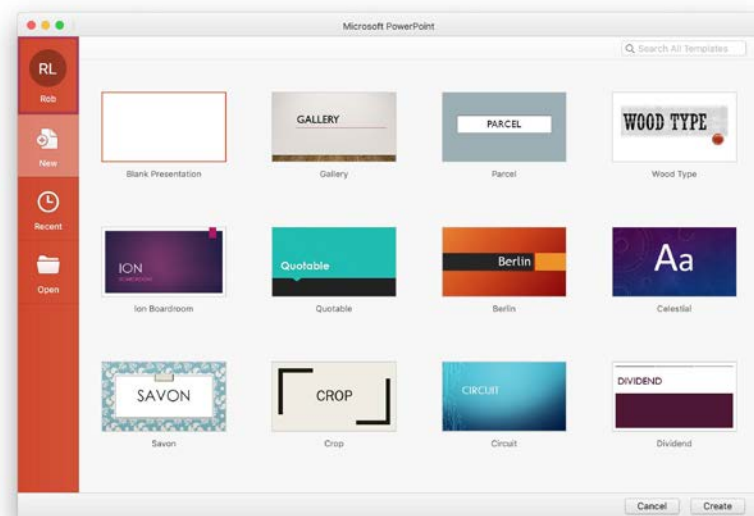 Microsoft PowerPoint
Search All Templates
RL
Rob
New
Recent
Open
Blank Presentation
GALLERY
Gallery
PARCEL
Parcel
WOOD TYPE
Wood Type
ION
Ion Boardroom
Quotable
Quotable
Berlin
Berlin
Aa
Celestial
SAVON
Savon
CROP
Crop
CIRCUIT
Circuit
DIVIDEND
Dividend
Cancel
Create